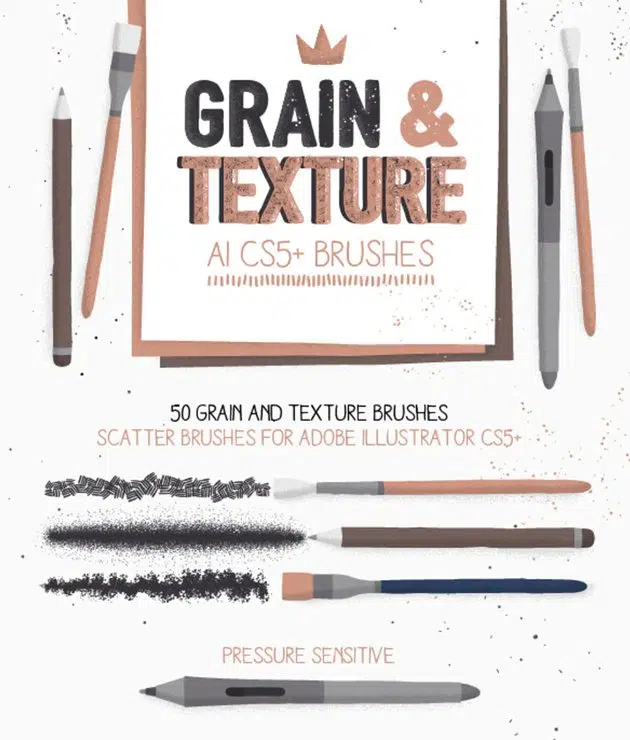 GRAIN &
TEXTURE
AI CS5+ BRUSHES
50 GRAIN AND TEXTURE BRUSHES
SCATTER BRUSHES FOR ADOBE ILLUSTRATOR CS5+
PRESSURE SENSITIVE